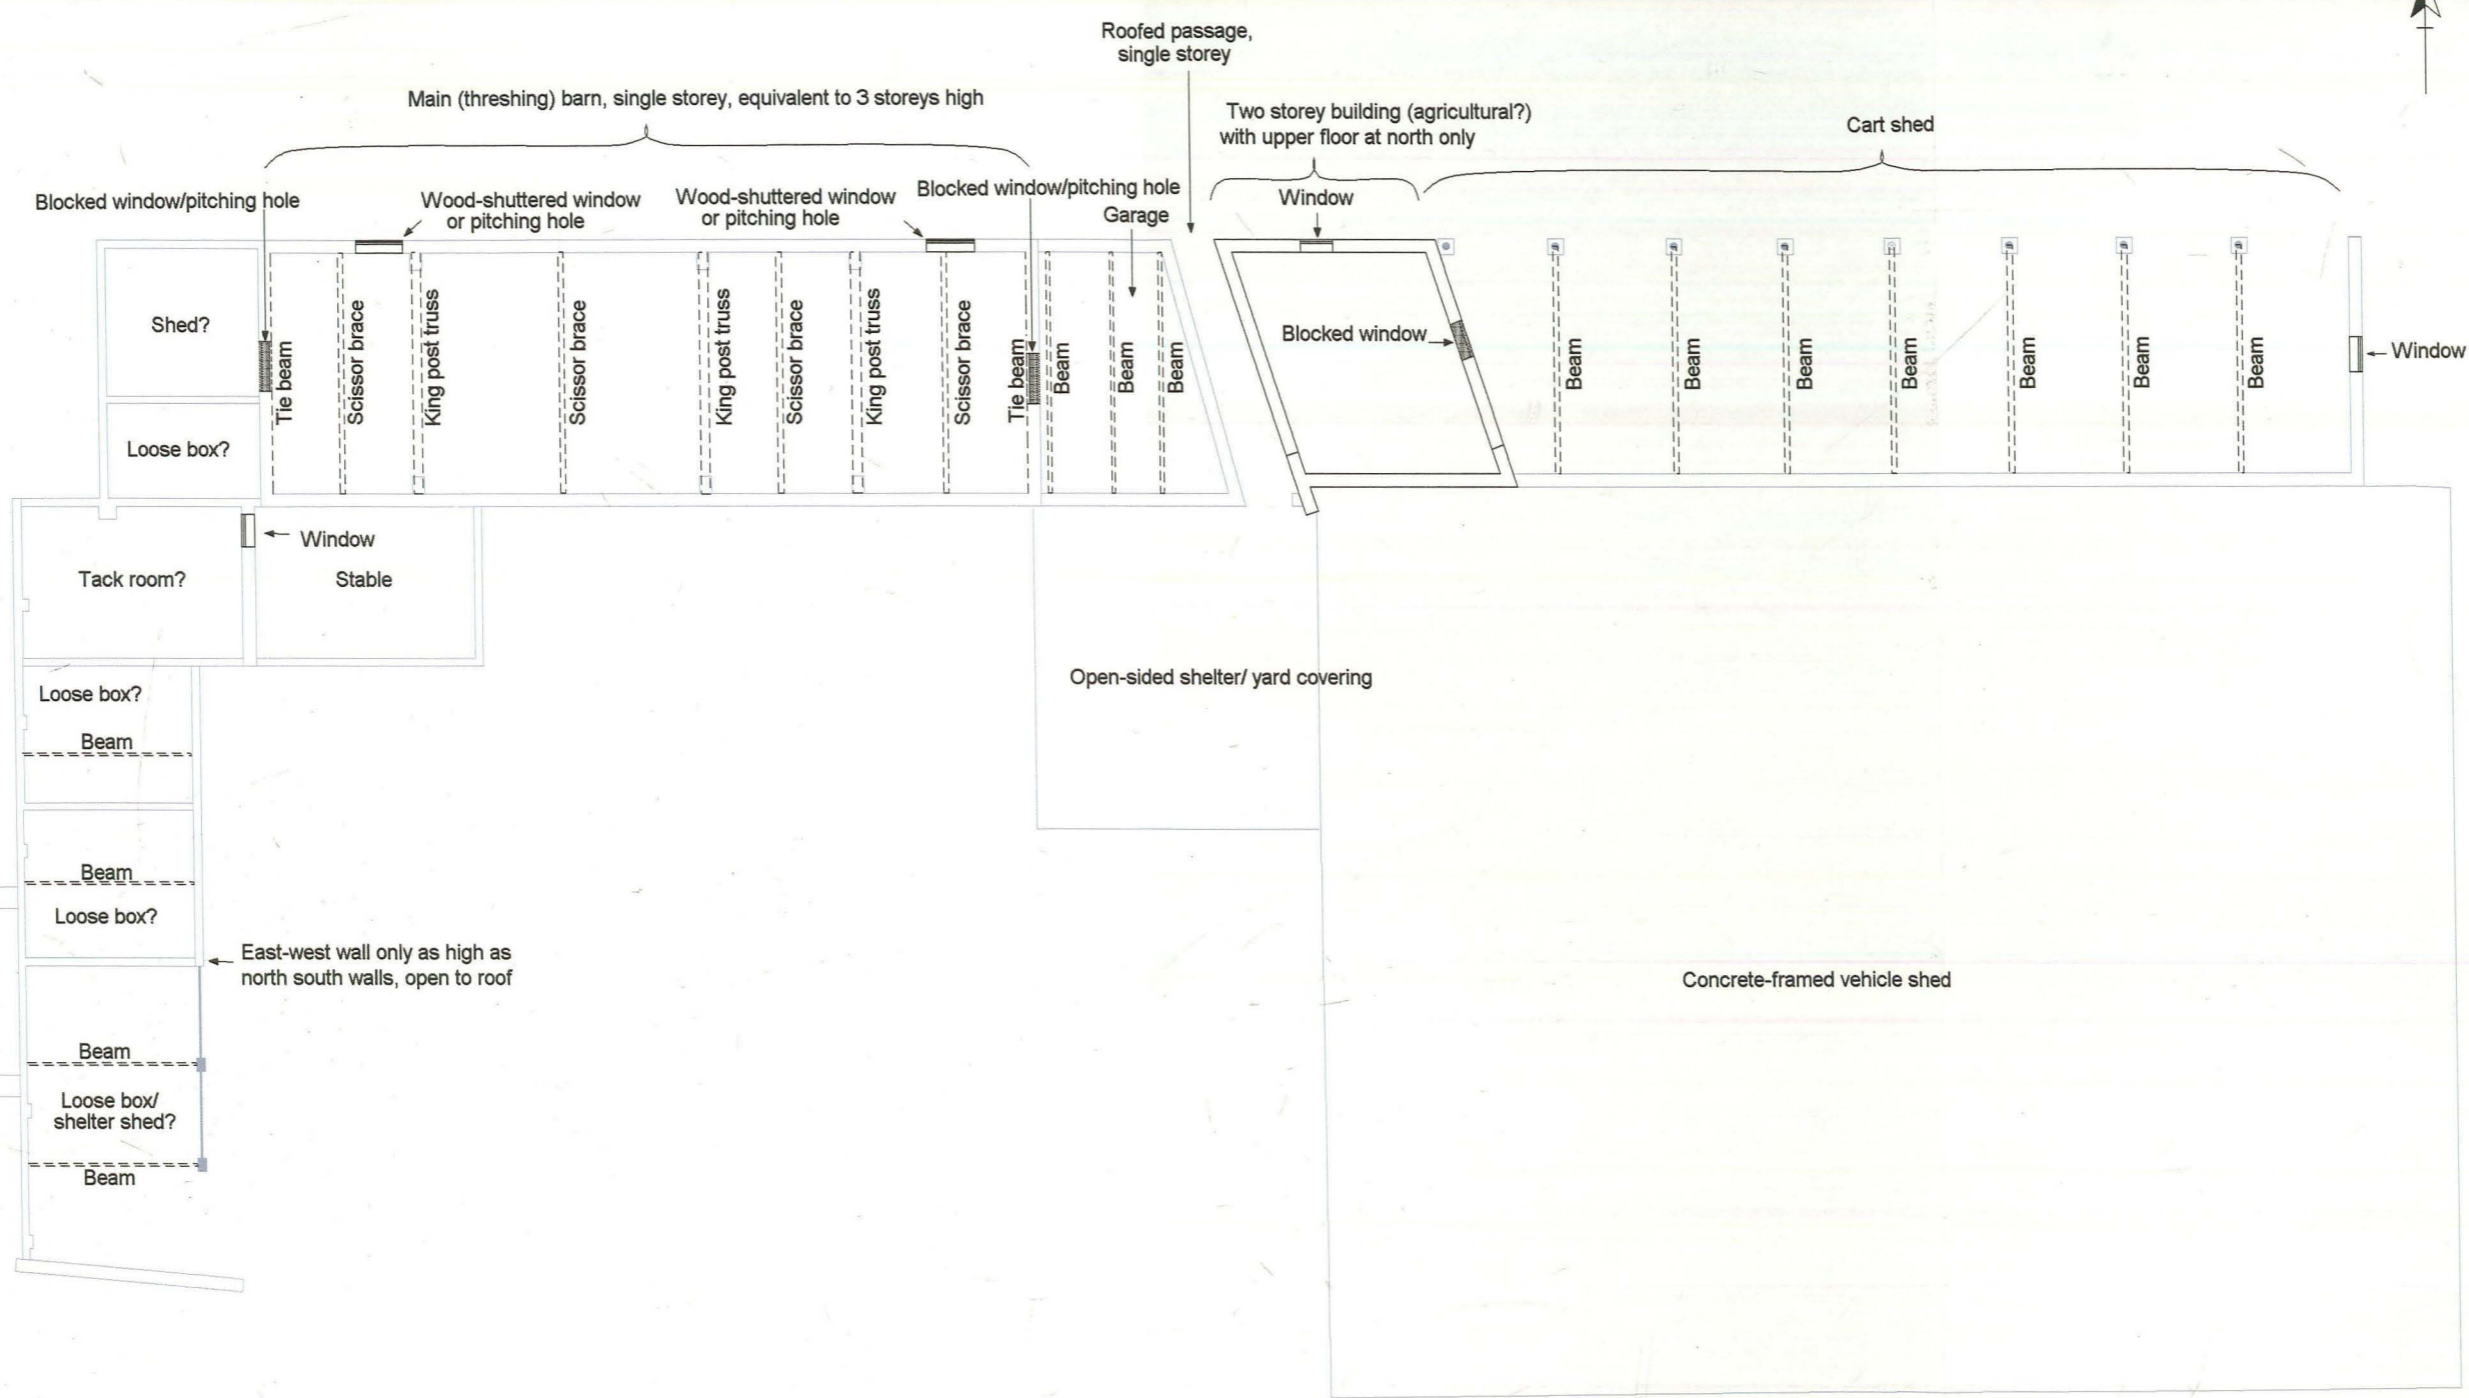 Roofed passage,
single storey
Main (threshing) barn, single storey, equivalent to 3 storeys high
Two storey building (agricultural?)
with upper floor at north only
Cart shed
Blocked window/pitching hole
Wood-shuttered window
or pitching hole
Wood-shuttered window
or pitching hole
Blocked window/pitching hole
Garage
Window
Shed?
Loose box?
Tie beam
Scissor brace
King post truss
Scissor brace
King post truss
Scissor brace
King post truss
Scissor brace
Tie beam
Beam
Beam
Beam
Blocked window
Beam
Beam
Beam
Beam
Beam
Beam
Beam
Window
Window
Tack room?
Stable
Open-sided shelter/ yard covering
Loose box?
Beam
Beam
Loose box?
East-west wall only as high as
north south walls, open to roof
Concrete-framed vehicle shed
Beam
Loose box/
shelter shed?
Beam